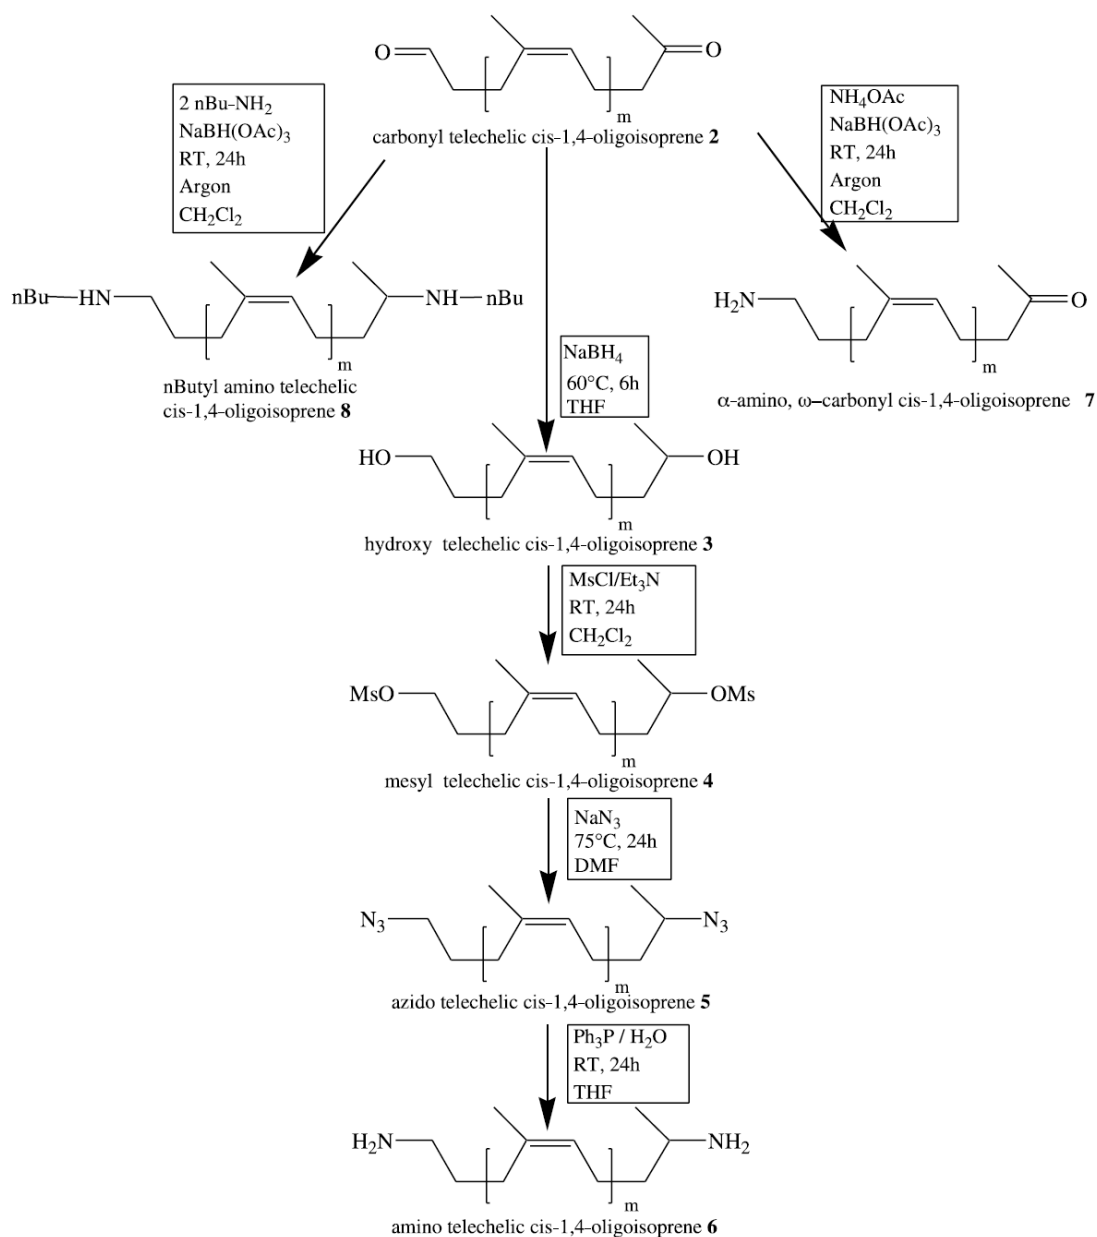 O
O
m
carbonyl telechelic cis-1,4-oligoisoprene 2
2 nBu-NH2
NaBH(OAc)3
RT, 24h
Argon
CH2Cl2
NH4OAc
NaBH(OAc)3
RT, 24h
Argon
CH2Cl2
nBu
HN
NH
nBu
m
nButyl amino telechelic
cis-1,4-oligoisoprene 8
H2N
O
m
α-amino, ω-carbonyl cis-1,4-oligoisoprene 7
NaBH4
60°C, 6h
THF
HO
OH
m
hydroxy telechelic cis-1,4-oligoisoprene 3
MsCl/Et3N
RT, 24h
CH2Cl2
MsO
OMs
m
mesyl telechelic cis-1,4-oligoisoprene 4
NaN3
75°C, 24h
DMF
N3
N3
m
azido telechelic cis-1,4-oligoisoprene 5
Ph3P / H2O
RT, 24h
THF
H2N
NH2
m
amino telechelic cis-1,4-oligoisoprene 6